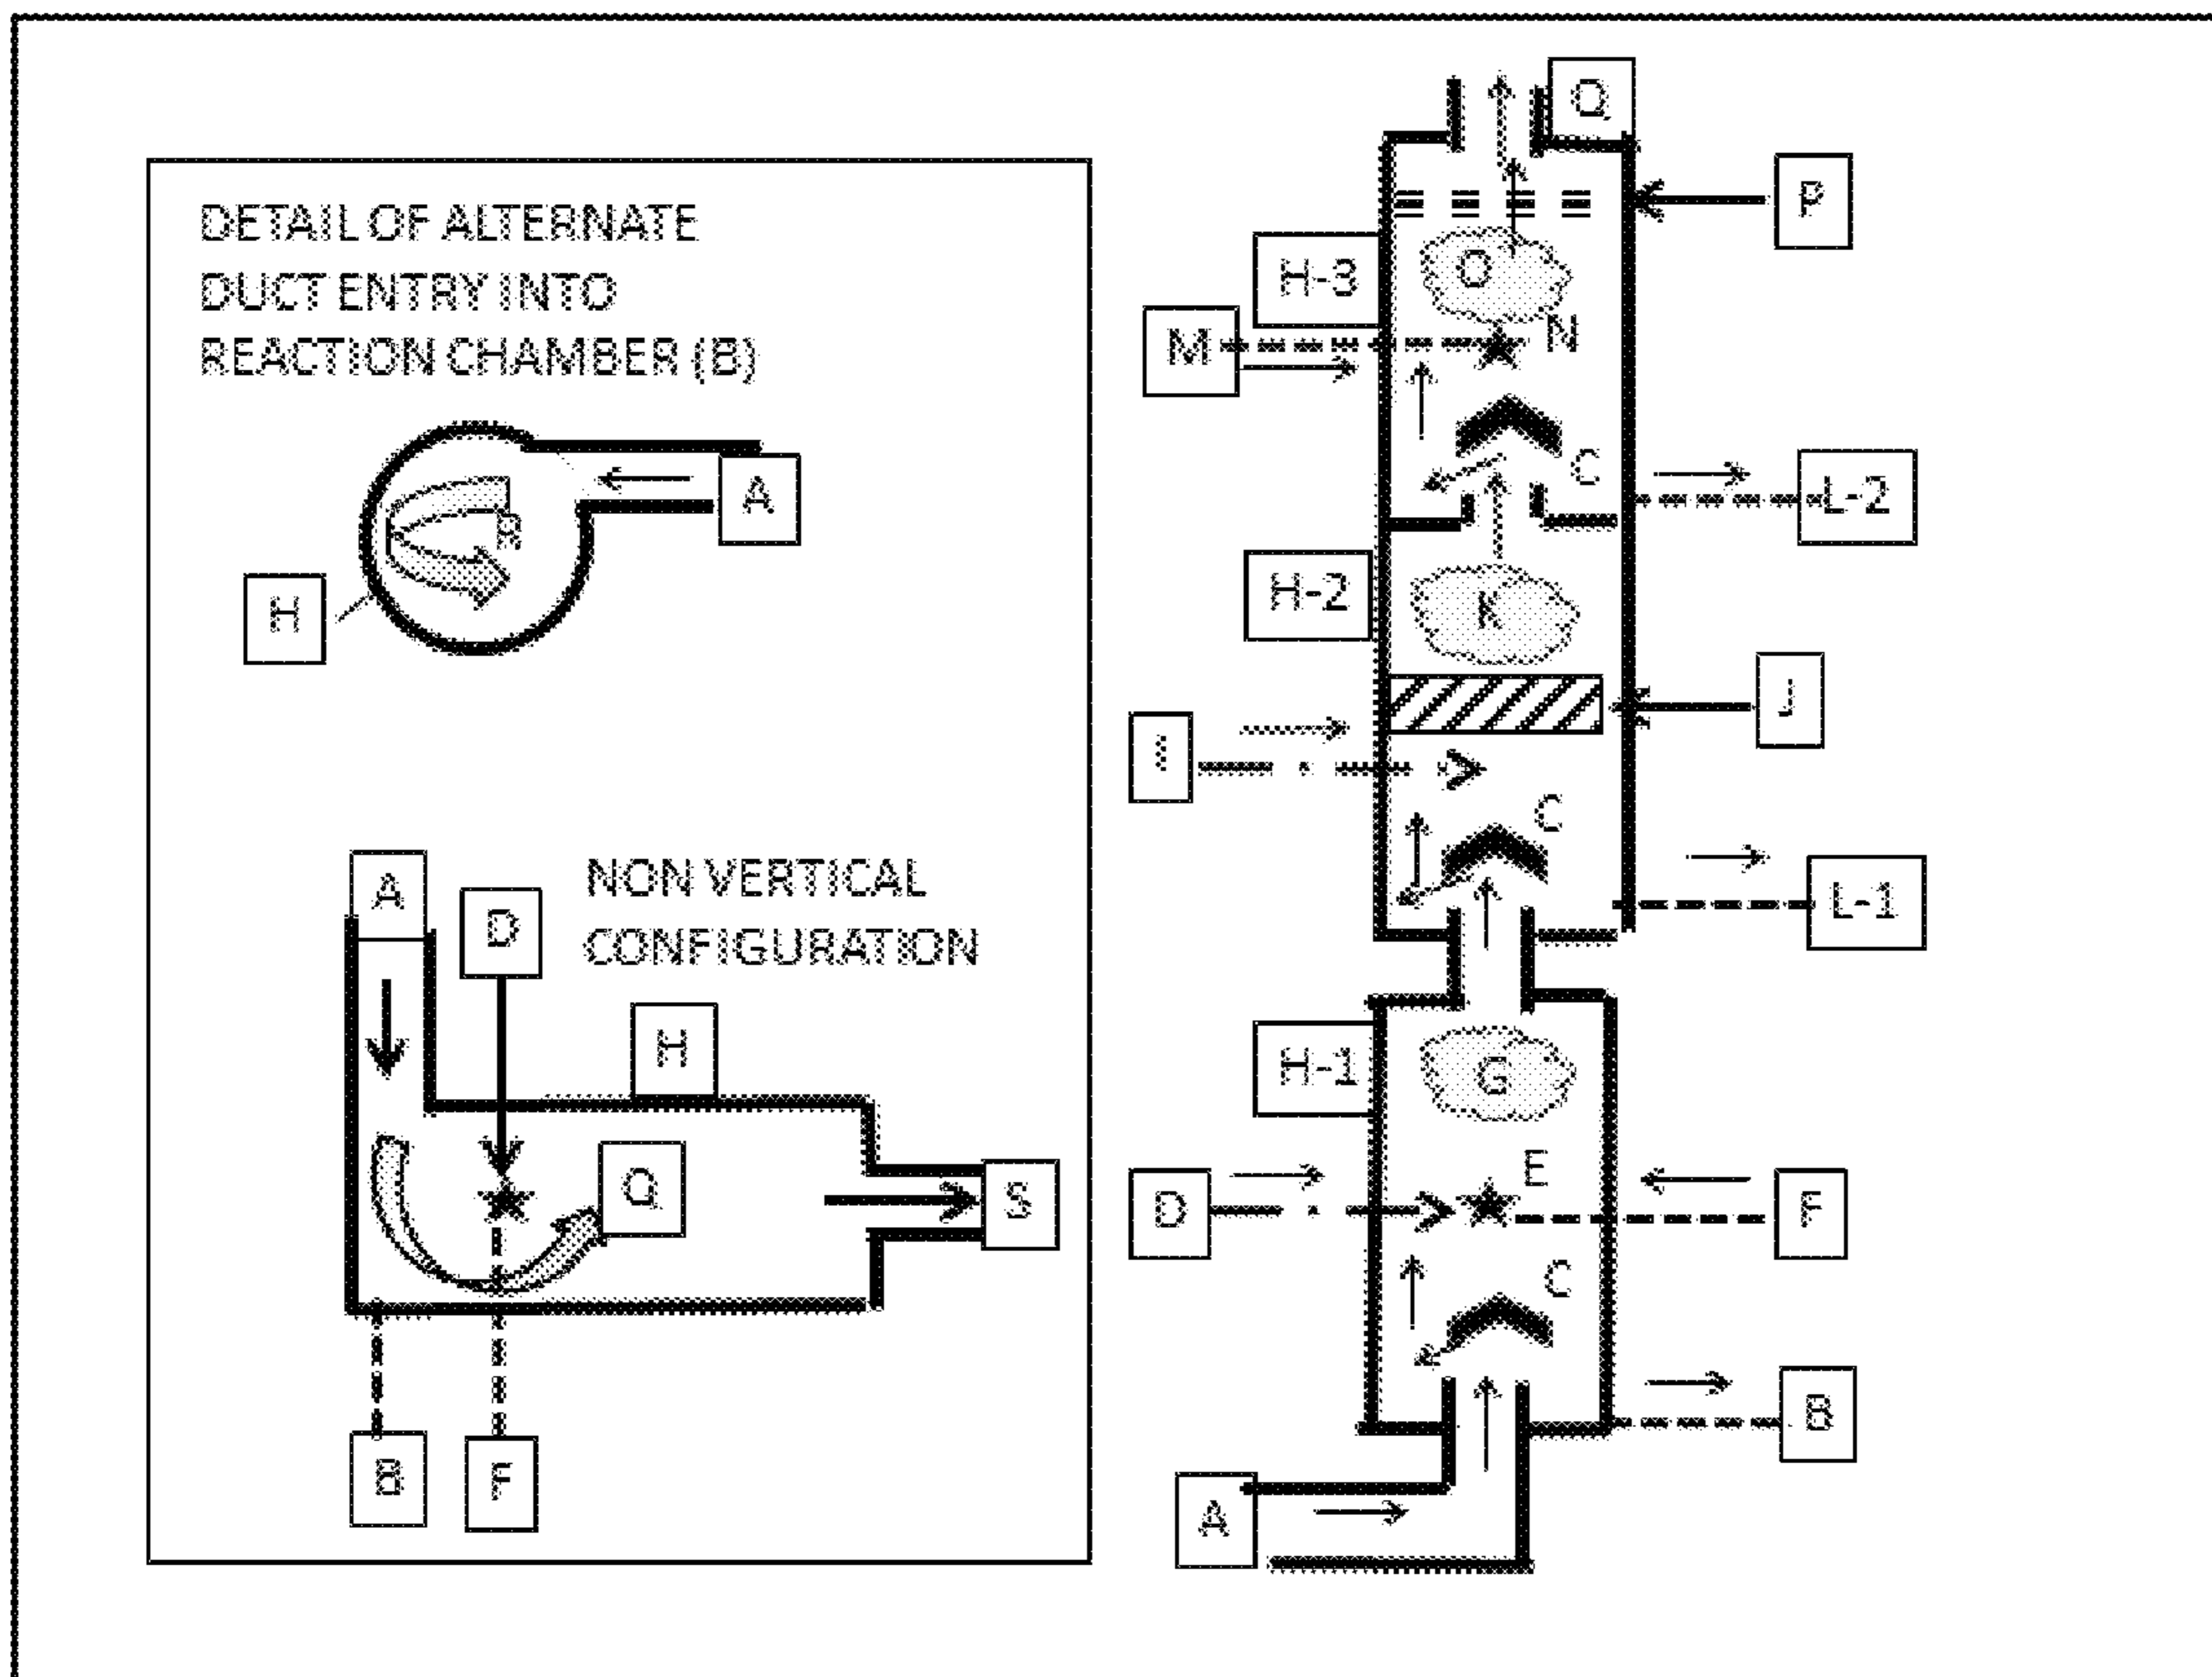 DETAIL OF ALTERNATE
DUCT ENTRY INTO
REACTION CHAMBER (B)
A
R
H
A
D
NON VERTICAL
CONFIGURATION
H
Q
S
B
F
Q
P
H-3
O
M
N
C
L-2
H-2
K
J
I
C
L-1
H-1
G
E
D
F
C
B
A